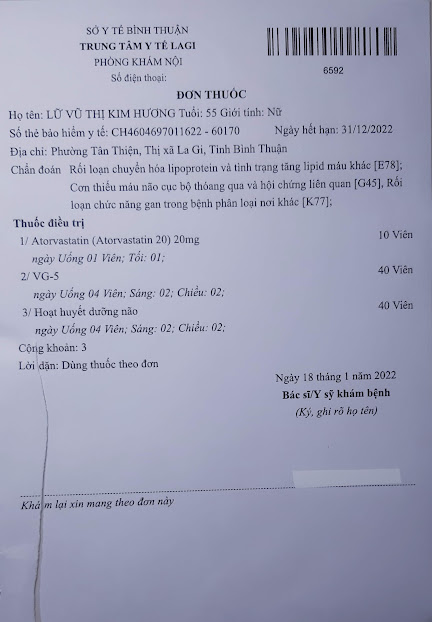 SỞ Y TẾ BÌNH THUẬN
TRUNG TÂM Y TẾ LAGI
PHÒNG KHÁM NỘI
Số điện thoại:
6592
ĐƠN THUỐC
Họ tên: LỮ VŨ THỊ KIM HƯƠNG Tuổi: 55 Giới tính: Nữ
Số thẻ bảo hiểm y tế: CH4604697011622 - 60170 Ngày hết hạn: 31/12/2022
Địa chỉ: Phường Tân Thiện, Thị xã La Gi, Tỉnh Bình Thuận
Chẩn đoán Rối loạn chuyển hóa lipoprotein và tình trạng tăng lipid máu khác [E78];
Cơn thiếu máu não cục bộ thoáng qua và hội chứng liên quan [G45], Rối
loạn chức năng gan trong bệnh phân loại nơi khác [K77];
Thuốc điều trị
1/ Atorvastatin (Atorvastatin 20) 20mg 10 Viên
ngày Uống 01 Viên; Tối: 01;
2/ VG-5 40 Viên
ngày Uống 04 Viên; Sáng: 02; Chiều: 02;
3/ Hoạt huyết dưỡng não 40 Viên
ngày Uống 04 Viên; Sáng: 02; Chiều: 02;
Cộng khoản: 3
Lời dặn: Dùng thuốc theo đơn
Ngày 18 tháng 1 năm 2022
Bác sĩ/Y sỹ khám bệnh
(Ký, ghi rõ họ tên)
Khám lại xin mang theo đơn này